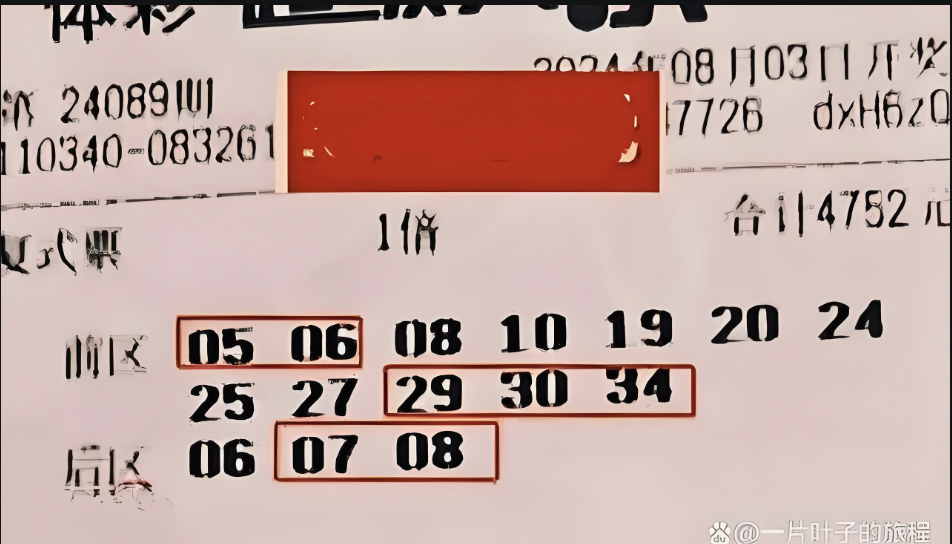 体彩
2024年08月03日开奖
24089期
110340-083261
47726 dxH6z0
复式票 1倍 合计4752元
前区 05 06 08 10 19 20 24
25 27 29 30 34
后区 06 07 08
@一片叶子的旅程